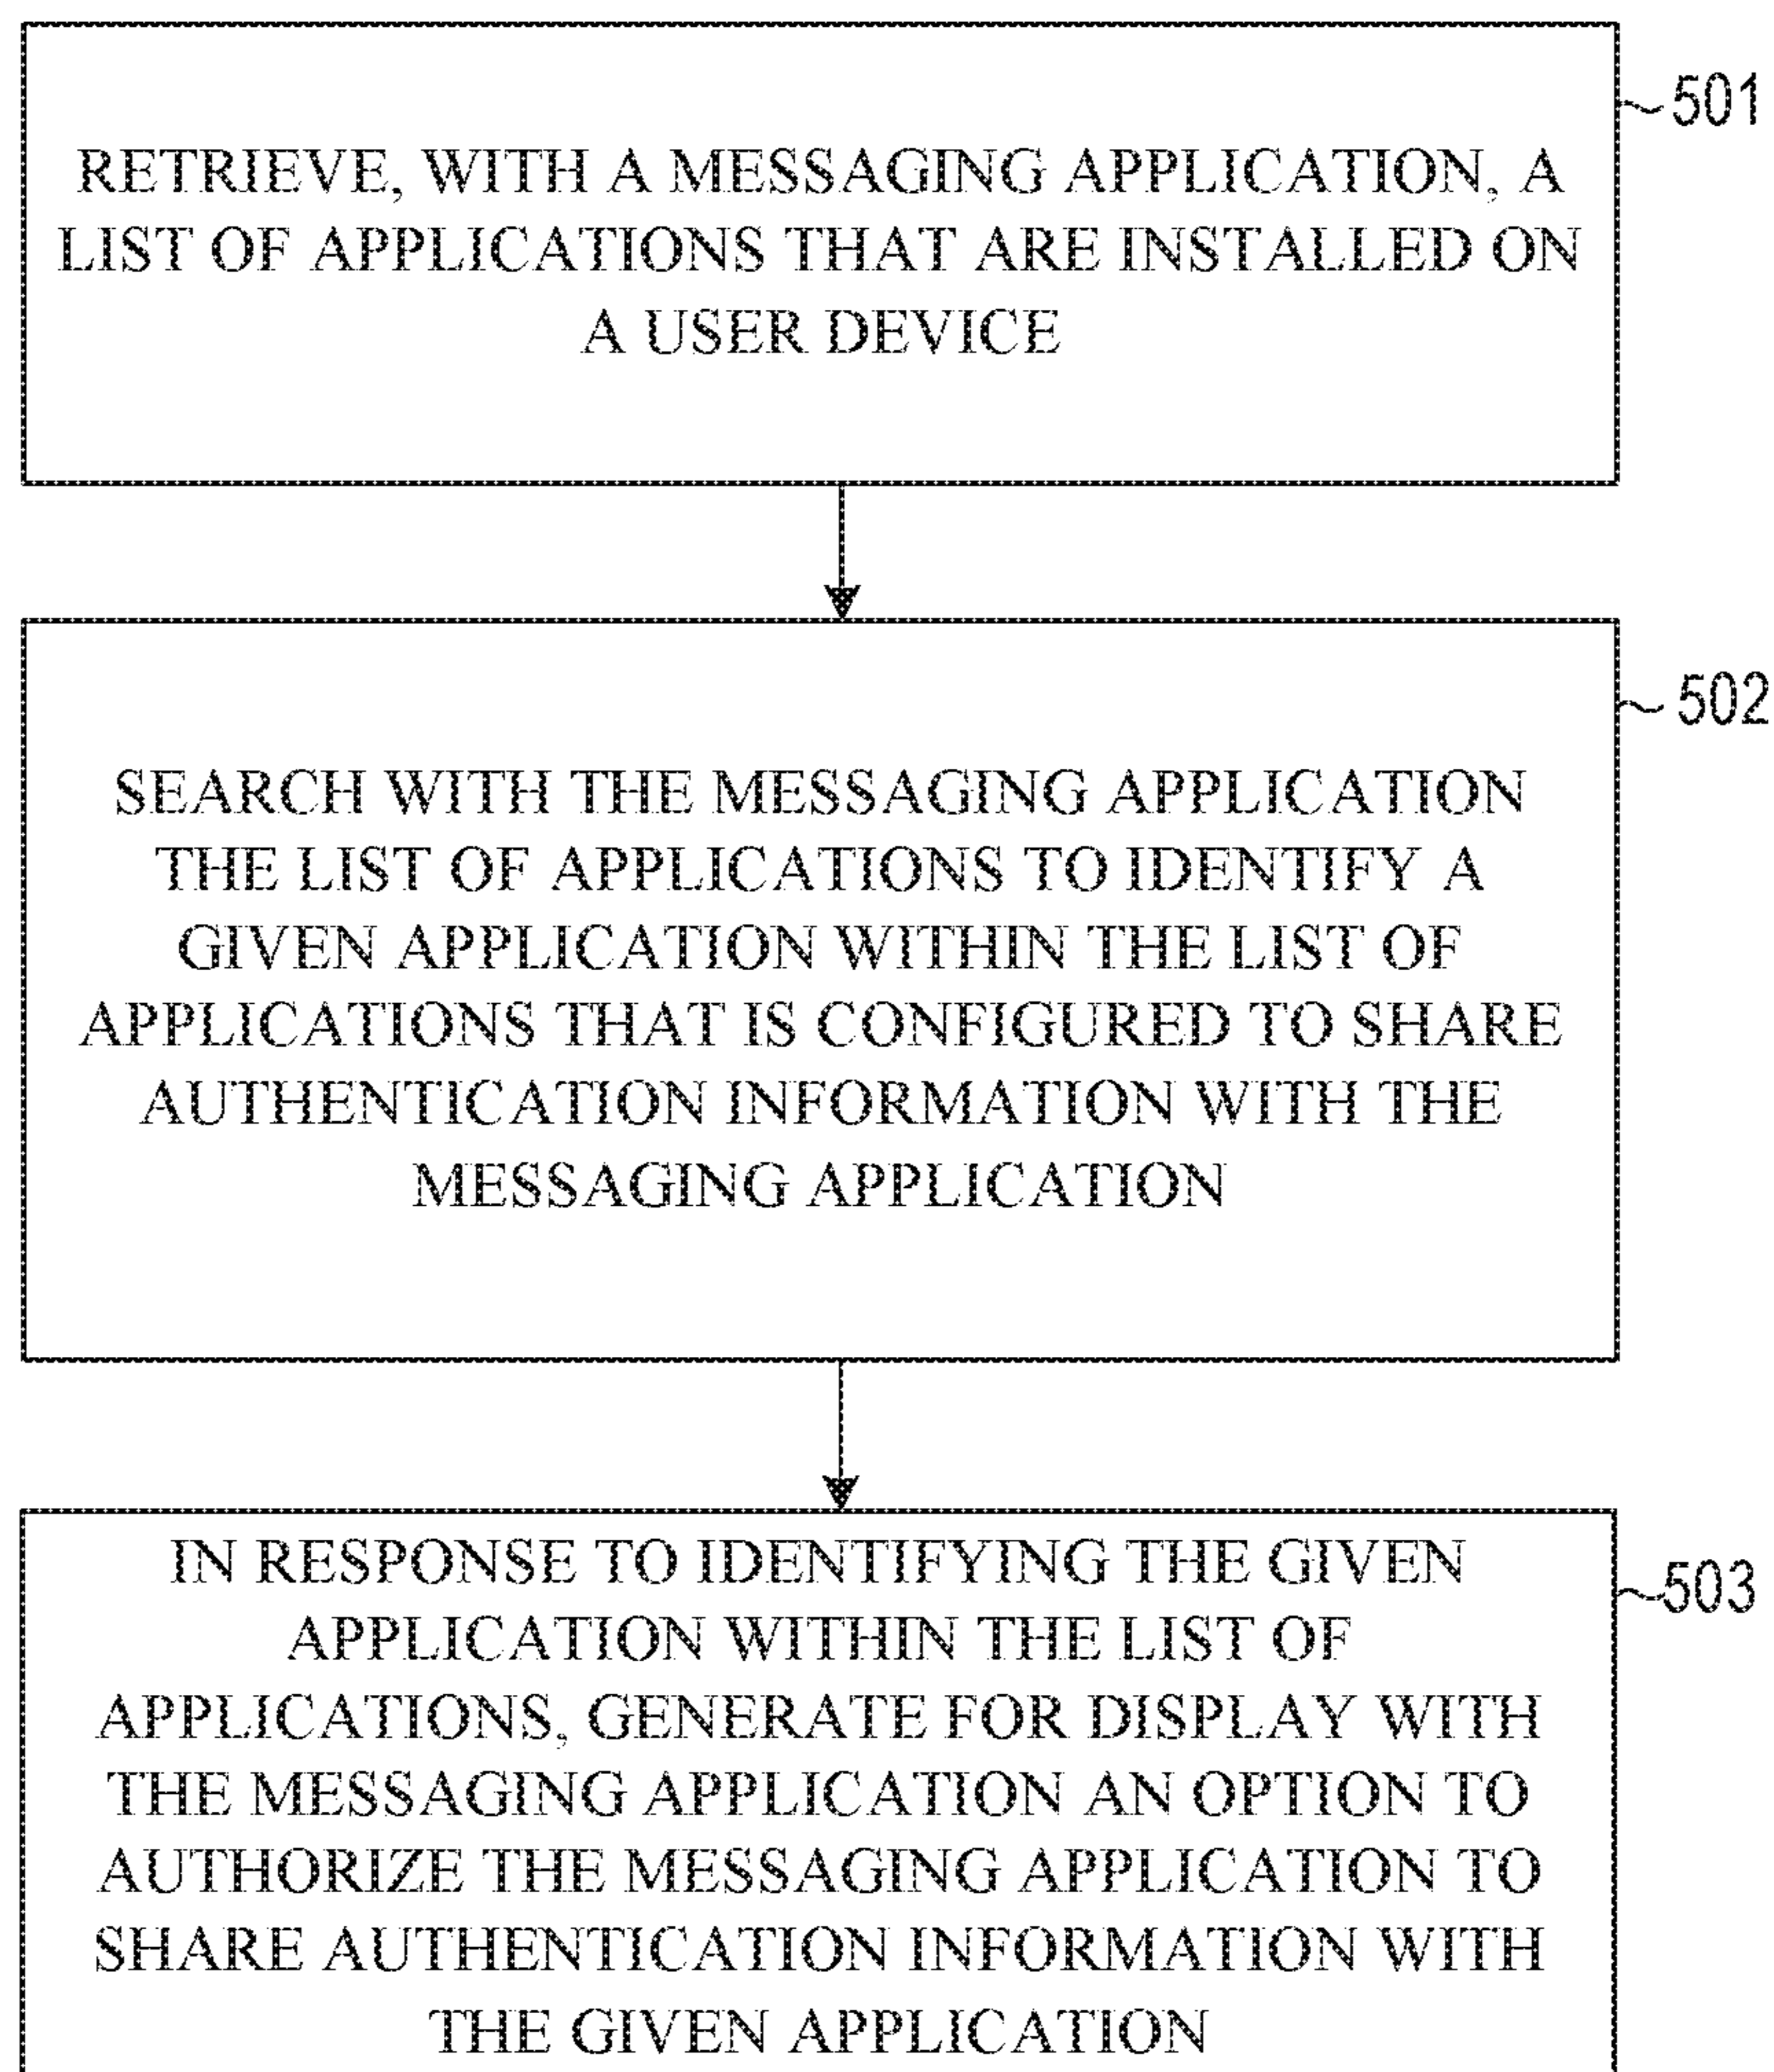 501
RETRIEVE, WITH A MESSAGING APPLICATION, A
LIST OF APPLICATIONS THAT ARE INSTALLED ON
A USER DEVICE
502
SEARCH WITH THE MESSAGING APPLICATION
THE LIST OF APPLICATIONS TO IDENTIFY A
GIVEN APPLICATION WITHIN THE LIST OF
APPLICATIONS THAT IS CONFIGURED TO SHARE
AUTHENTICATION INFORMATION WITH THE
MESSAGING APPLICATION
503
IN RESPONSE TO IDENTIFYING THE GIVEN
APPLICATION WITHIN THE LIST OF
APPLICATIONS, GENERATE FOR DISPLAY WITH
THE MESSAGING APPLICATION AN OPTION TO
AUTHORIZE THE MESSAGING APPLICATION TO
SHARE AUTHENTICATION INFORMATION WITH
THE GIVEN APPLICATION